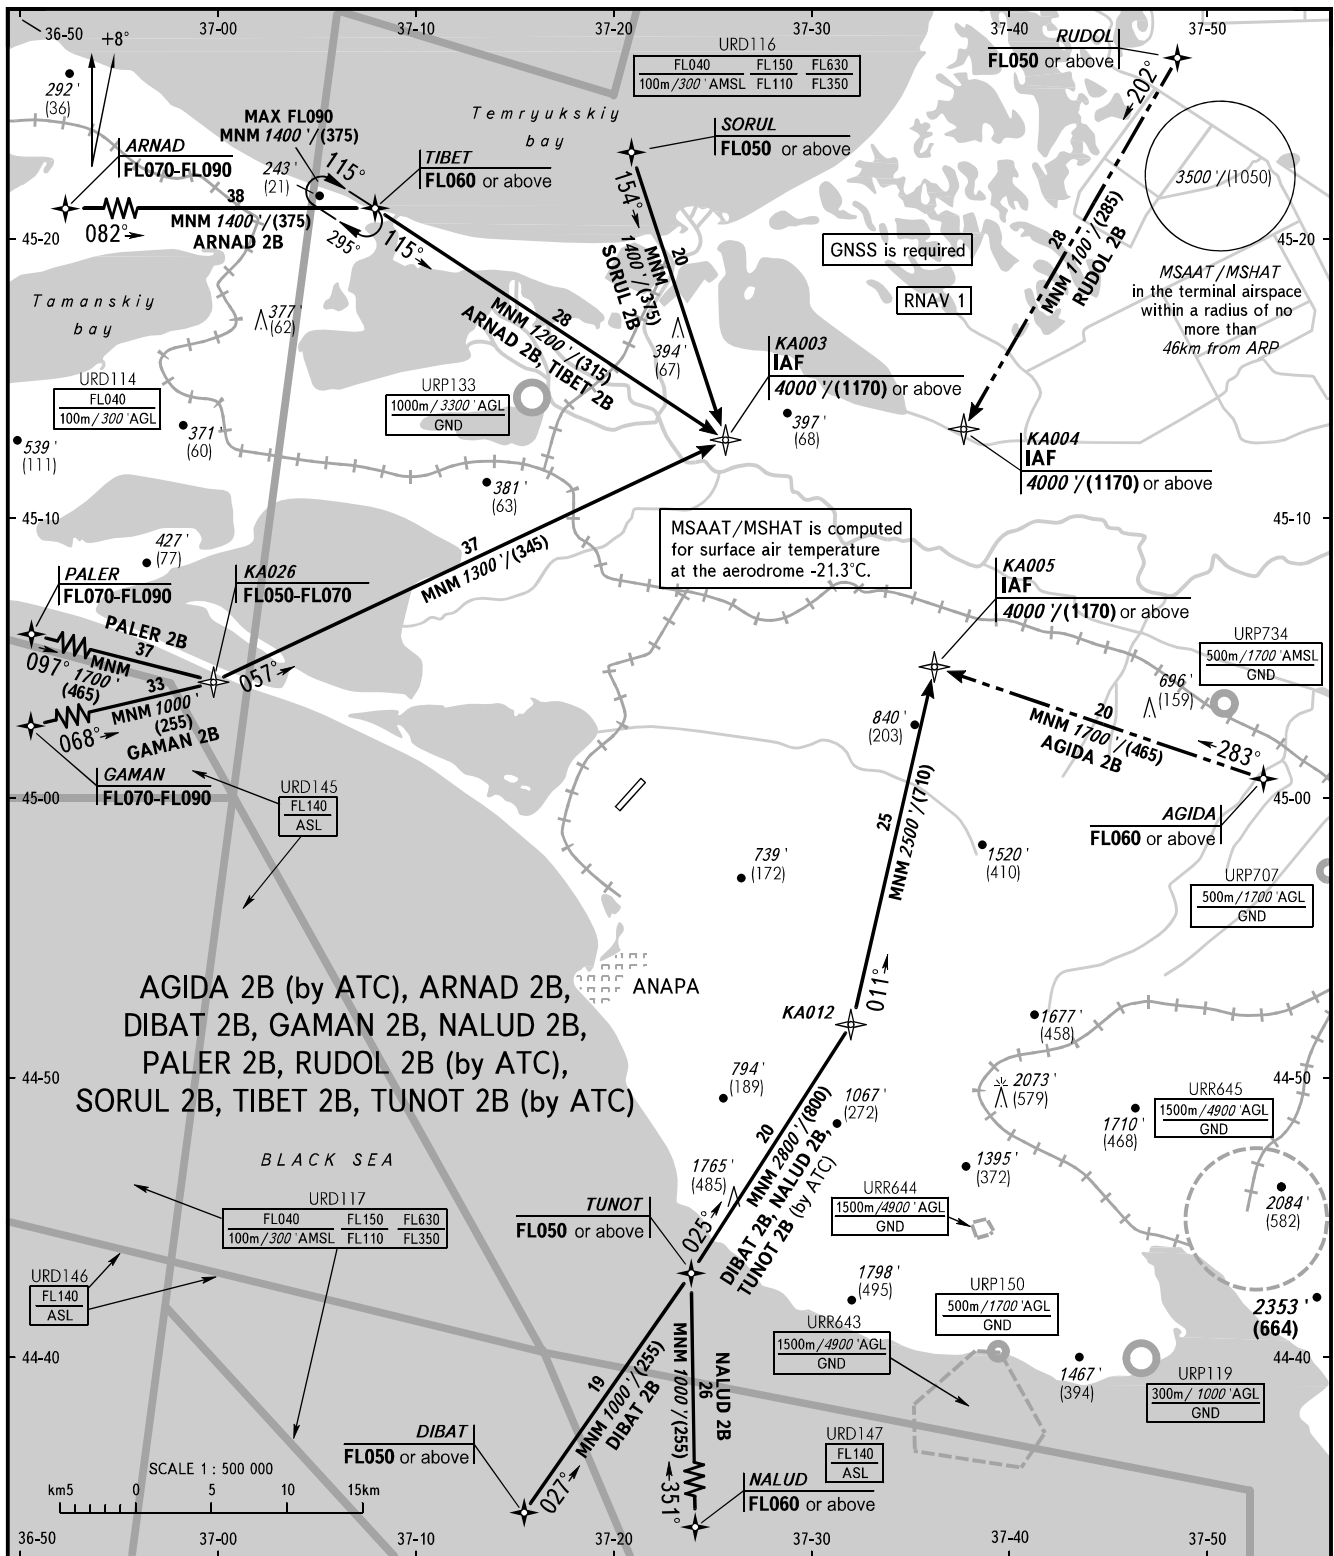 36-50
37-00
37-10
37-20
37-30
37-40
37-50
+8°
292 '
(36)
ARNAD
FL070-FL090
MAX FL090
MNM 1400 '/(375)
243'
(21)
115°
TIBET
FL060 or above
Temryukskiy
bay
URD116
FL040 FL150 FL630
100m/300 ' AMSL FL110 FL350
SORUL
FL050 or above
RUDOL
FL050 or above
202°
3500 '/(1050)
38
MNM 1400 '/(375)
ARNAD 2B
082°
295°
115°
154°
20
MNM
1400 '/(375)
SORUL 2B
28
MNM 1100'/(285)
RUDOL 2B
45-20
45-20
GNSS is required
RNAV 1
MSAAT/MSHAT
in the terminal airspace
within a radius of no
more than
46km from ARP
Tamanskiy
bay
377'
(62)
28
MNM 1200'/(315)
ARNAD 2B, TIBET 2B
394'
(67)
KA003
IAF
4000 '/(1170) or above
URD114
FL040
100m/300 ' AGL
URP133
1000m/3300 ' AGL
GND
371'
(60)
539 '
(111)
397 '
(68)
KA004
IAF
4000 '/(1170) or above
381 '
(63)
45-10
45-10
427 '
(77)
37
MNM 1300 '/(345)
MSAAT/MSHAT is computed
for surface air temperature
at the aerodrome -21.3°C.
KA005
IAF
4000 '/(1170) or above
PALER
FL070-FL090
KA026
FL050-FL070
PALER 2B
37
097°
MNM
1700 '
(465)
33
MNM 1000 '
(255)
GAMAN 2B
068°
057°
URP734
500m/1700 ' AMSL
GND
696 '
(159)
20
MNM 1700 '/(465)
AGIDA 2B
283°
840 '
(203)
GAMAN
FL070-FL090
URD145
FL140
ASL
45-00
45-00
AGIDA
FL060 or above
25
MNM 2500 '/(710)
739 '
(172)
1520 '
(410)
URP707
500m/1700 ' AGL
GND
AGIDA 2B (by ATC), ARNAD 2B,
DIBAT 2B, GAMAN 2B, NALUD 2B,
PALER 2B, RUDOL 2B (by ATC),
SORUL 2B, TIBET 2B, TUNOT 2B (by ATC)
ANAPA
011°
KA012
1677 '
(458)
44-50
44-50
794 '
(189)
1067 '
(272)
2073 '
(579)
URR645
1500m/4900 ' AGL
GND
1710 '
(468)
BLACK SEA
20
MNM 2800 '/(800)
DIBAT 2B, NALUD 2B,
TUNOT 2B (by ATC)
1765 '
(485)
025°
1395 '
(372)
URD117
FL040 FL150 FL630
100m/300 ' AMSL FL110 FL350
TUNOT
FL050 or above
URR644
1500m/4900 ' AGL
GND
2084 '
(582)
URD146
FL140
ASL
1798 '
(495)
URP150
500m/1700 ' AGL
GND
2353 '
(664)
URR643
1500m/4900 ' AGL
GND
44-40
44-40
19
MNM 1000 '/(255)
DIBAT 2B
NALUD 2B
26
MNM 1000 '/(255)
1467 '
(394)
URP119
300m/ 1000 ' AGL
GND
DIBAT
FL050 or above
027°
351°
URD147
FL140
ASL
NALUD
FL060 or above
SCALE 1 : 500 000
km5 0 5 10 15km
36-50
37-00
37-10
37-20
37-30
37-40
37-50